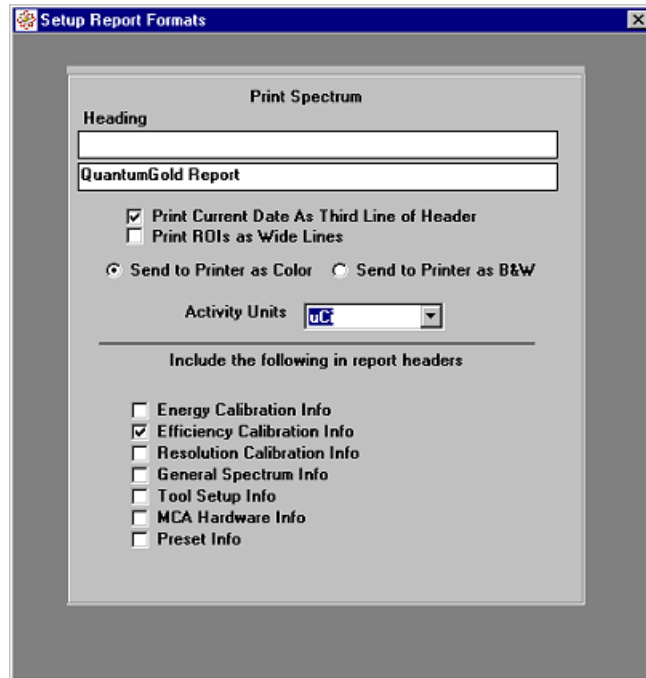 Setup Report Formats
Print Spectrum
Heading
QuantumGold Report
Print Current Date As Third Line of Header
Print ROIs as Wide Lines
Send to Printer as Color Send to Printer as B&W
Activity Units uCi
Include the following in report headers
Energy Calibration Info
Efficiency Calibration Info
Resolution Calibration Info
General Spectrum Info
Tool Setup Info
MCA Hardware Info
Preset Info